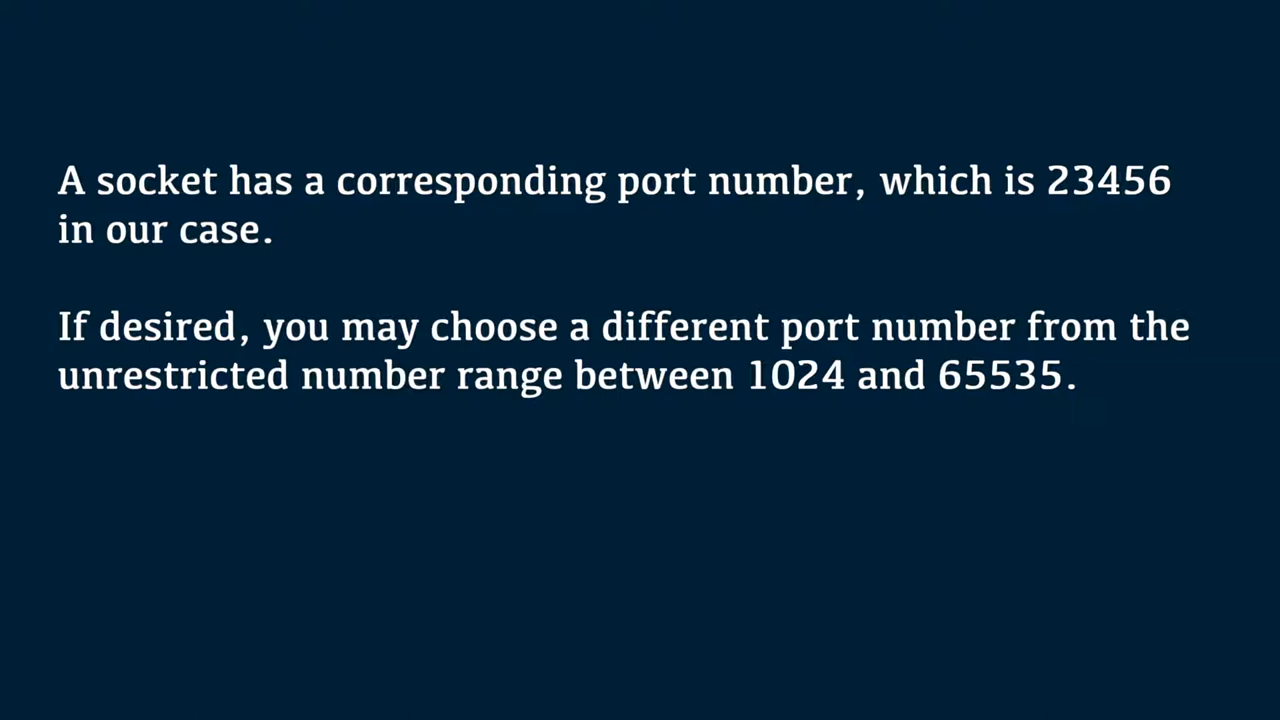 A socket has a corresponding port number, which is 23456
in our case.
If desired, you may choose a different port number from the
unrestricted number range between 1024 and 65535.